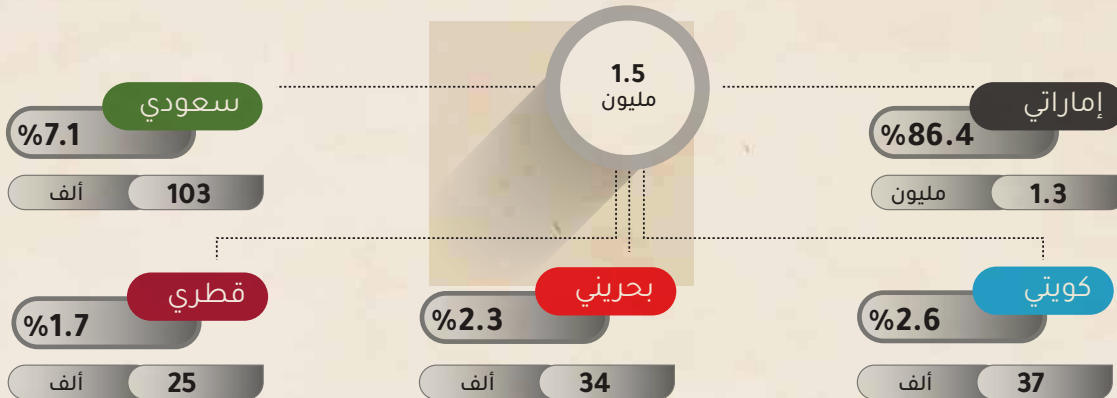 1.5
مليون
إماراتي
%86.4
1.3 مليون
سعودي
%7.1
103 ألف
كويتي
%2.6
37 ألف
بحريني
%2.3
34 ألف
قطري
%1.7
25 ألف